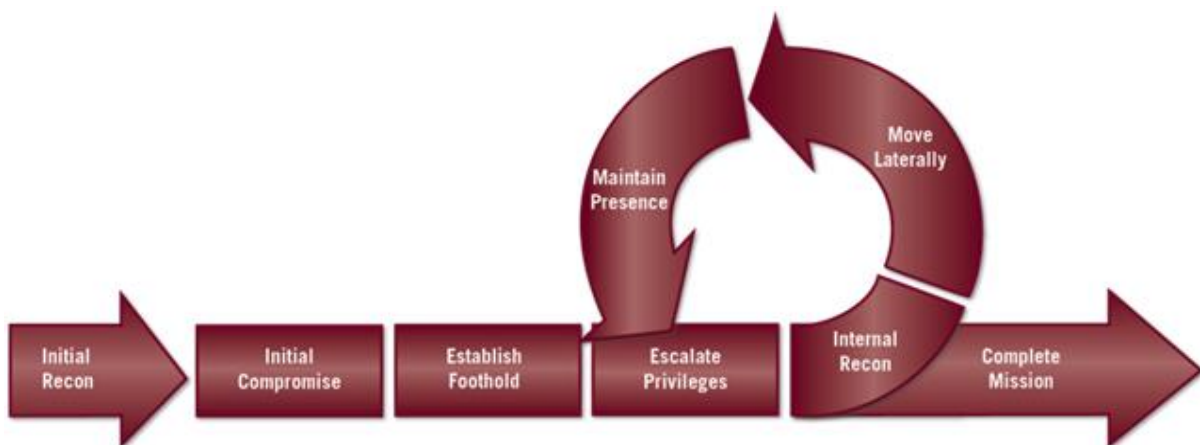 Move
Laterally
Maintain
Presence
Initial
Recon
Initial
Compromise
Establish
Foothold
Escalate
Privileges
Internal
Recon
Complete
Mission